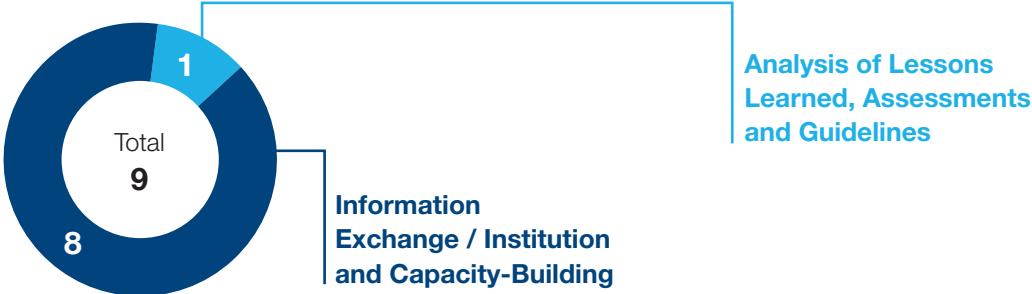 1
Analysis of Lessons
Learned, Assessments
and Guidelines
Total
9
Information
Exchange / Institution
and Capacity-Building
8